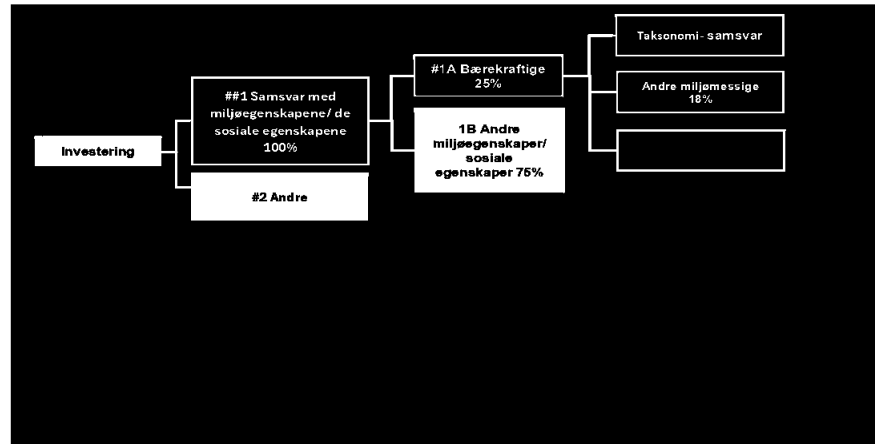 Investering
##1 Samsvar med
miljøegenskapene/ de
sosiale egenskapene
100%
#2 Andre
#1A Bærekraftige
25%
1B Andre
miljøegenskaper/
sosiale
egenskaper 75%
Taksonomi- samsvar
Andre miljømessige
18%